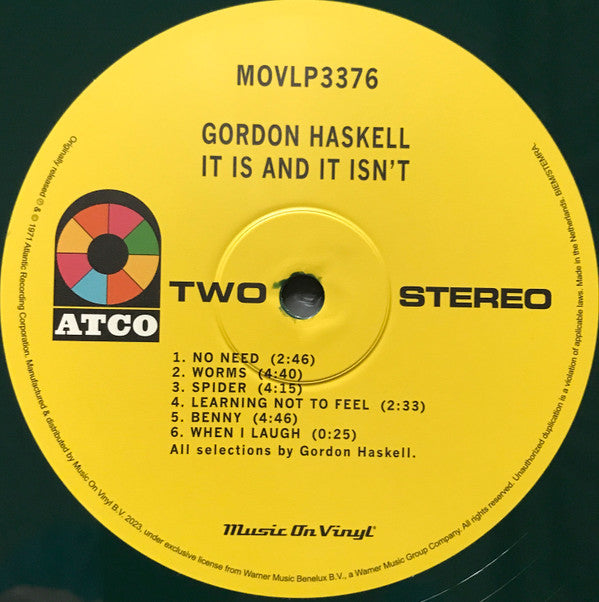 MOVLP3376
GORDON HASKELL
IT IS AND IT ISN'T
ATCO
TWO
STEREO
1. NO NEED (2:46)
2. WORMS (4:40)
3. SPIDER (4:15)
4. LEARNING NOT TO FEEL (2:33)
5. BENNY (4:46)
6. WHEN I LAUGH (0:25)
All selections by Gordon Haskell.
Music On Vinyl®
Originally released ℗ & © 1971 Atlantic Recording Corporation. Manufactured & distributed by Music On Vinyl B.V. 2023, under exclusive license from Warner Music Benelux B.V., a Warner Music Group Company. All rights reserved. Unauthorized duplication is a violation of applicable laws. Made in the Netherlands. BIEM/STEMRA.